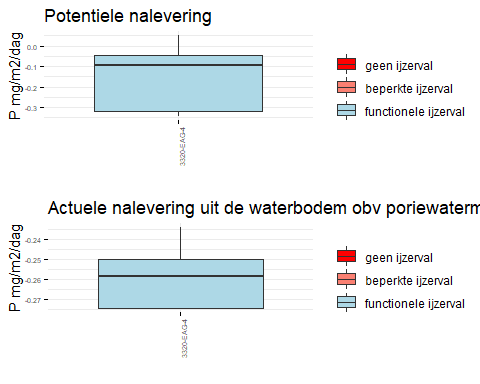 Potentiele nalevering
P mg/m2/dag
0.0
-0.1
-0.2
-0.3
3320-EAG-4
geen ijzerval
beperkte ijzerval
functionele ijzerval
Actuele nalevering uit de waterbodem obv poriewaterm
P mg/m2/dag
-0.24
-0.25
-0.26
-0.27
3320-EAG-4
geen ijzerval
beperkte ijzerval
functionele ijzerval